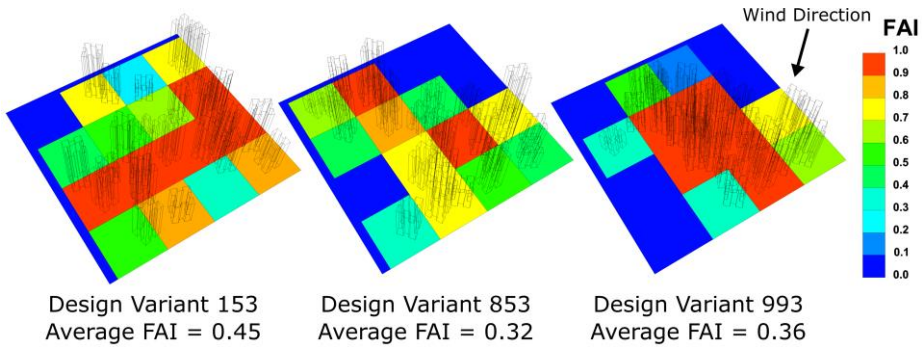 Wind Direction
FAI
1.0
0.9
0.8
0.7
0.6
0.5
0.4
0.3
0.2
0.1
0.0
Design Variant 153
Average FAI = 0.45
Design Variant 853
Average FAI = 0.32
Design Variant 993
Average FAI = 0.36